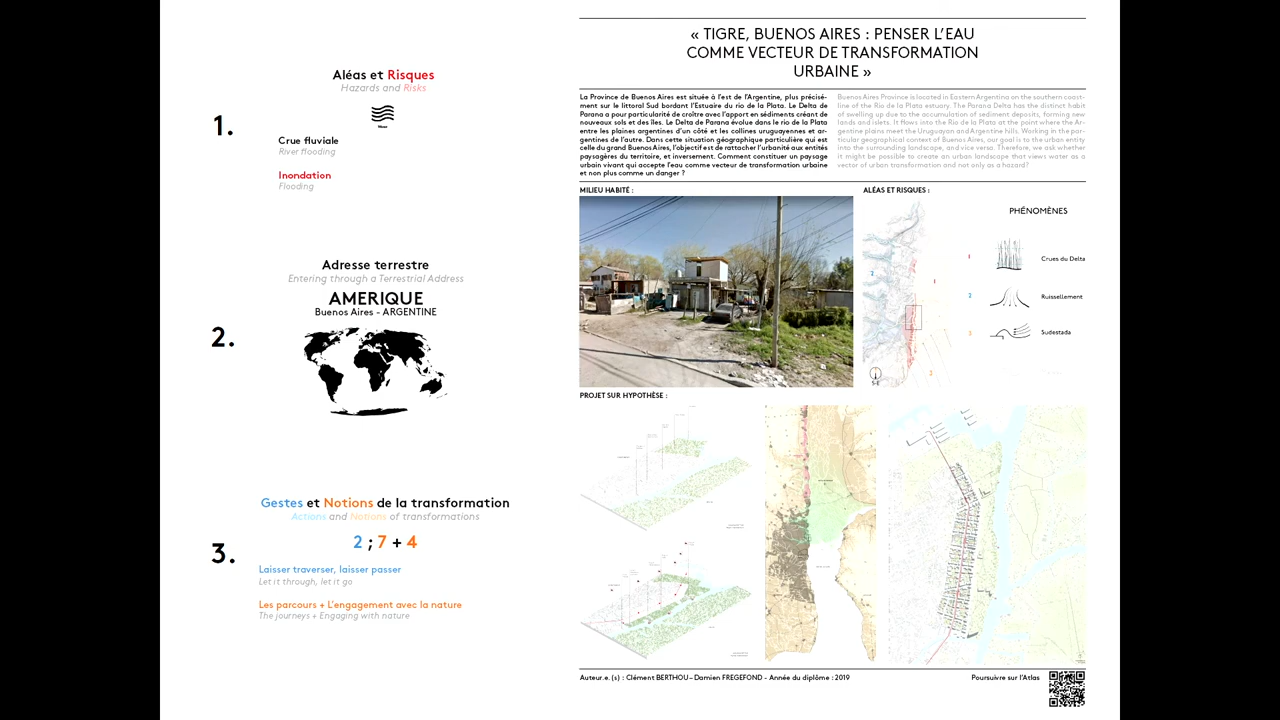 1.
Aléas et Risques
Hazards and Risks
Crue fluviale
River flooding
Inondation
Flooding
2.
Adresse terrestre
Entering through a Terrestrial Address
AMERIQUE
Buenos Aires - ARGENTINE
3.
Gestes et Notions de la transformation
Actions and Notions of transformations
2 ; 7 + 4
Laisser traverser, laisser passer
Let it through, let it go
Les parcours + L'engagement avec la nature
The journeys + Engaging with nature
« TIGRE, BUENOS AIRES : PENSER L'EAU
COMME VECTEUR DE TRANSFORMATION
URBAINE »
La Province de Buenos Aires est située à l'est de l'Argentine, plus précisé-
ment sur le littoral Sud bordant l'Estuaire du rio de la Plata. Le Delta de
Parana a pour particularité de croître avec l'apport en sédiments créant de
nouveaux sols et des îles. Le Delta de Parana évolue dans le rio de la Plata
entre les plaines argentines d'un côté et les collines uruguayennes et ar-
gentines de l'autre. Dans cette situation géographique particulière qui est
celle du grand Buenos Aires, l'objectif est de rattacher l'urbanité aux entités
paysagères du territoire, et inversement. Comment constituer un paysage
urbain vivant qui accepte l'eau comme vecteur de transformation urbaine
et non plus comme un danger ?
Buenos Aires Province is located in Eastern Argentina on the southern coast-
line of the Río de la Plata estuary. The Paraná Delta has the distinct habit
of swelling up due to the accumulation of sediment deposits, forming new
lands and islets. It flows into the Río de la Plata at the point where the Ar-
gentine plains meet the Uruguayan and Argentine hills. Working in the par-
ticular geographical context of Buenos Aires, our goal is to the urban entity
into the surrounding landscape, and vice verso. Therefore, we ask whether
it might be possible to create an urban landscape that views water as a
vector of urban transformation and not only as a hazard?
MILIEU HABITÉ :
ALÉAS ET RISQUES :
PHÉNOMÈNES
1
Crues du Delta
2
Ruissellement
3
Sudestada
2
1
3
2
S-E
PROJET SUR HYPOTHÈSE :
Auteur.e.(s) : Clément BERTHOU – Damien FREGEFOND - Année du diplôme : 2019
Poursuivre sur l'Atlas